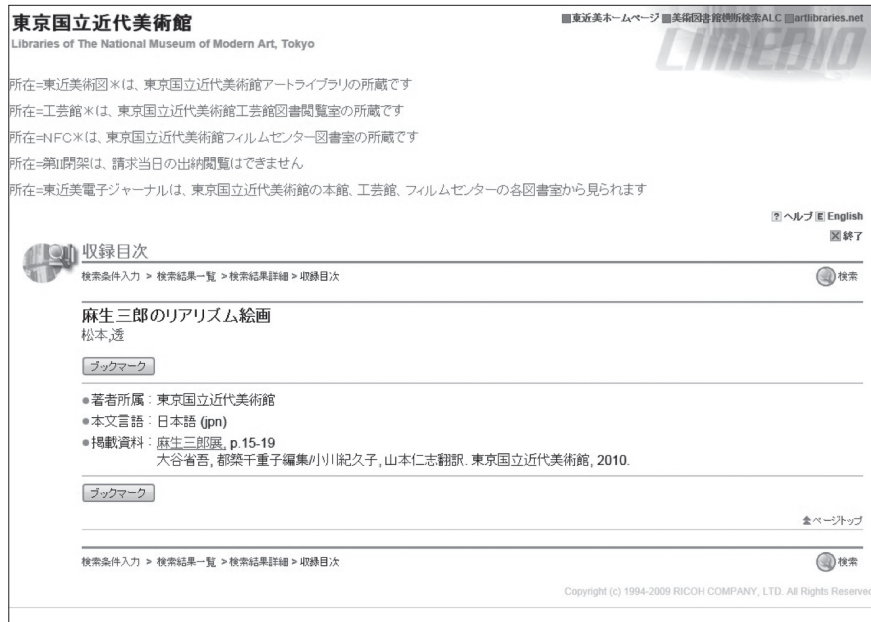 東京国立近代美術館
Libraries of The National Museum of Modern Art, Tokyo
■東近美ホームページ ■美術図書館横断検索ALC ■artlibraries.net
LIMEDIO
所在=東近美術図*は、東京国立近代美術館アートライブラリの所蔵です
所在=工芸館*は、東京国立近代美術館工芸館図書閲覧室の所蔵です
所在=NFC*は、東京国立近代美術館フィルムセンター図書室の所蔵です
所在=第II閉架は、請求当日の出納閲覧はできません
所在=東近美電子ジャーナルは、東京国立近代美術館の本館、工芸館、フィルムセンターの各図書室から見られます
? ヘルプ E English
X 終了
収録目次
検索条件入力 > 検索結果一覧 >検索結果詳細 > 収録目次
検索
麻生三郎のリアリズム絵画
松本,透
ブックマーク
●著者所属:東京国立近代美術館
●本文言語:日本語 (jpn)
●掲載資料:麻生三郎展, p.15-19
大谷省吾, 都築千重子編集/小川紀久子, 山本仁志翻訳. 東京国立近代美術館, 2010.
ブックマーク
ページトップ
検索条件入力 > 検索結果一覧 >検索結果詳細 > 収録目次
検索
Copyright (c) 1994-2009 RICOH COMPANY, LTD. All Rights Reserved